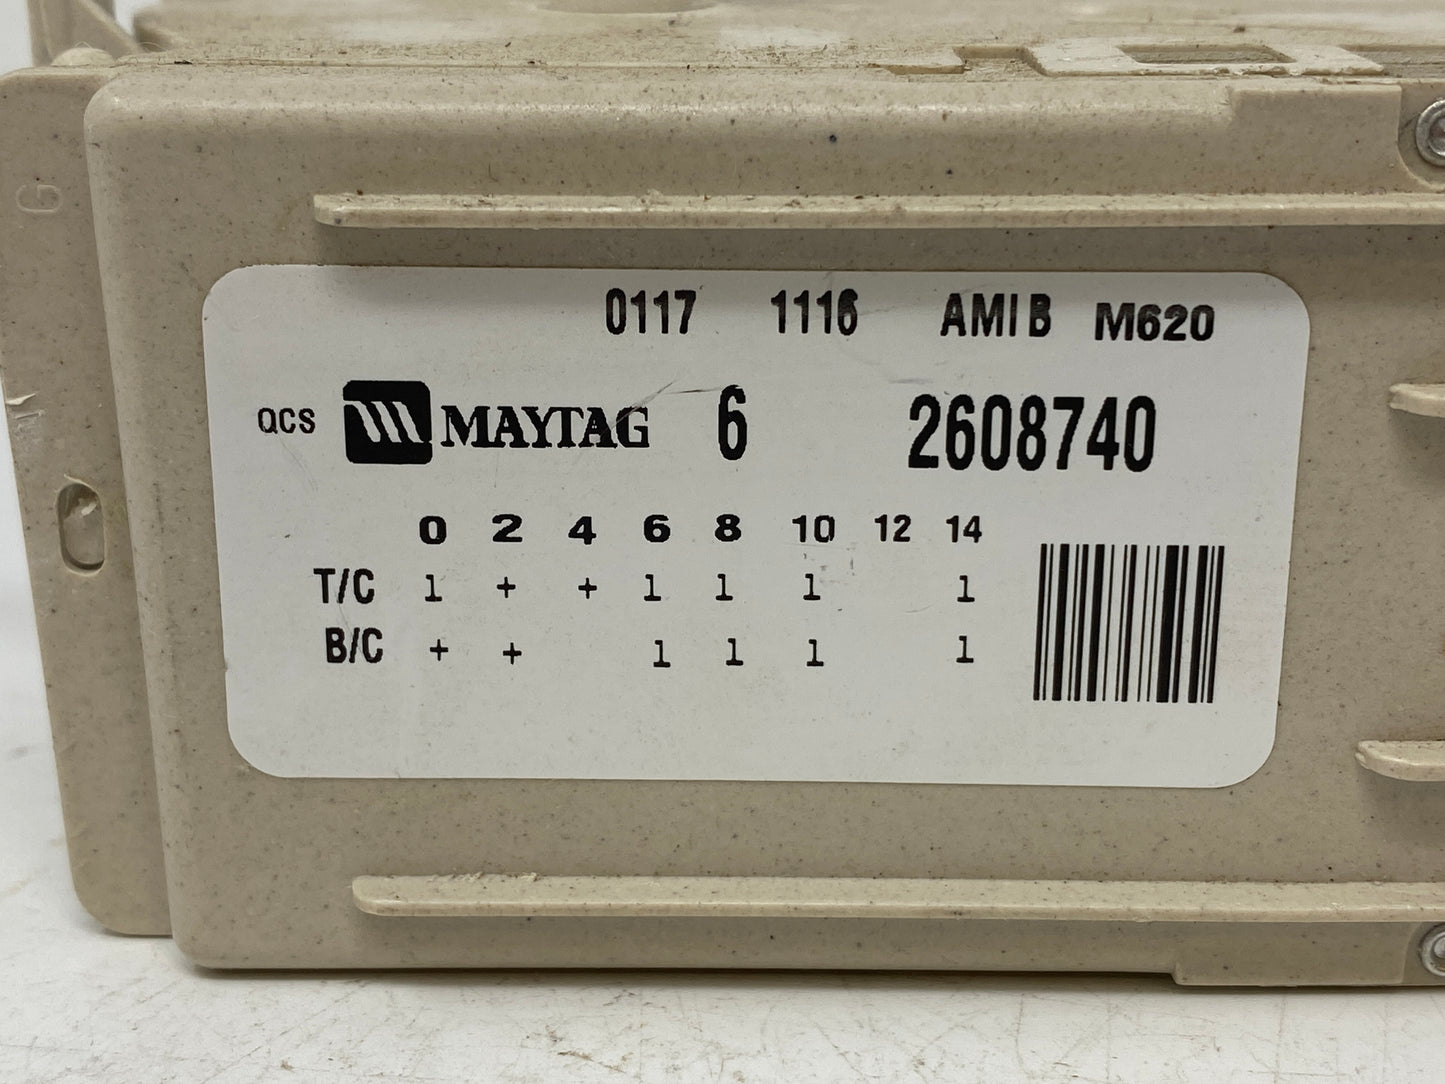 G
0117 1116 AMI B M620
QCS MAYTAG 6 2608740
0 2 4 6 8 10 12 14
T/C 1 + + 1 1 1 1
B/C + + 1 1 1 1